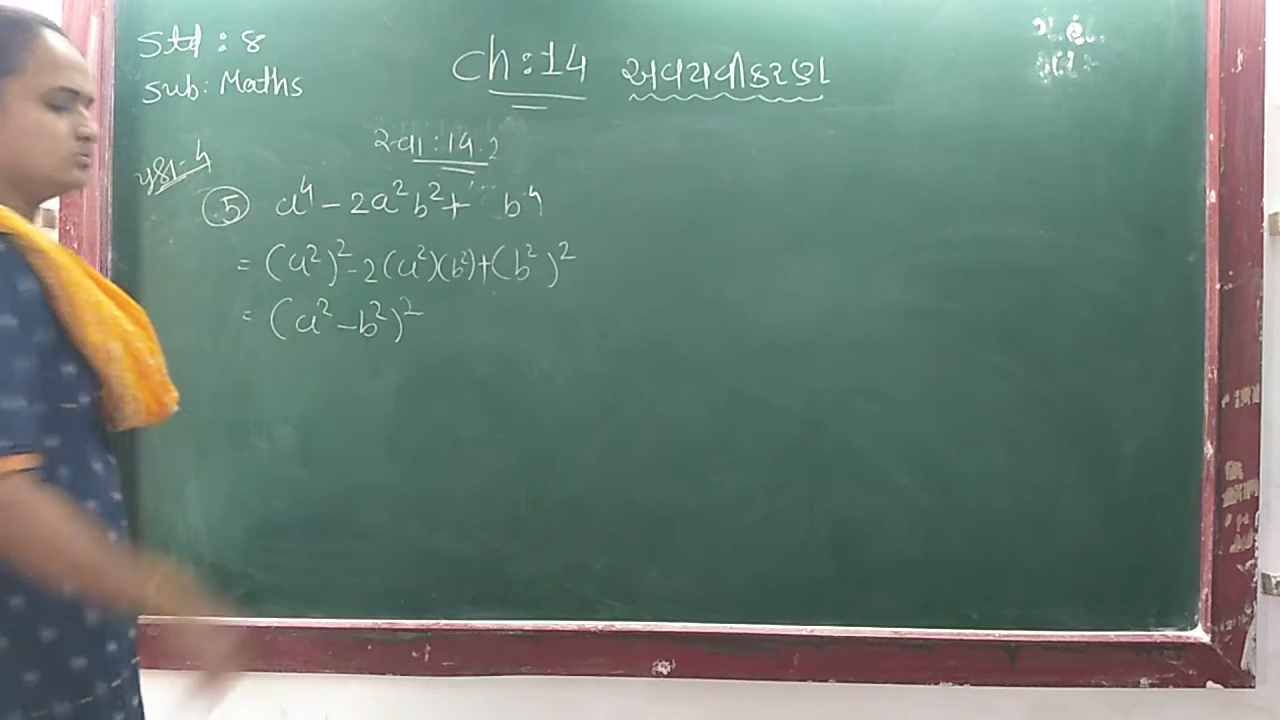 Std : 8
Sub: Maths
Ch:14 અવયવીકરણ
સ્વા: 14.2
પ્રશ્ન-4
(5) a⁴ - 2a²b² + b⁴
= (a²)² - 2(a²)(b²) + (b²)²
= (a² - b²)²